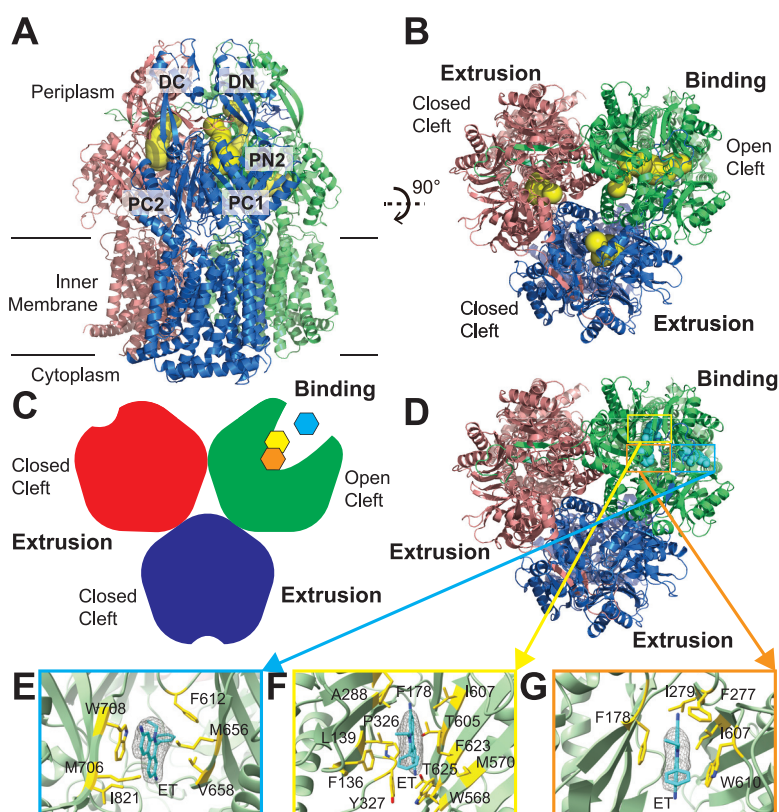 A
DC
DN
Periplasm
PN2
PC2
PC1
Inner
Membrane
Cytoplasm
90°
B
Extrusion
Binding
Closed
Cleft
Open
Cleft
Closed
Cleft
Extrusion
C
Binding
Closed
Cleft
Open
Cleft
Extrusion
Closed
Cleft
Extrusion
D
Binding
Extrusion
Extrusion
E
F612
W708
M656
M706
V658
I821
ET
F
A288
F178
I607
P326
T605
L139
F623
M570
F136
ET
T625
Y327
W568
G
I279
F277
F178
I607
W610
ET